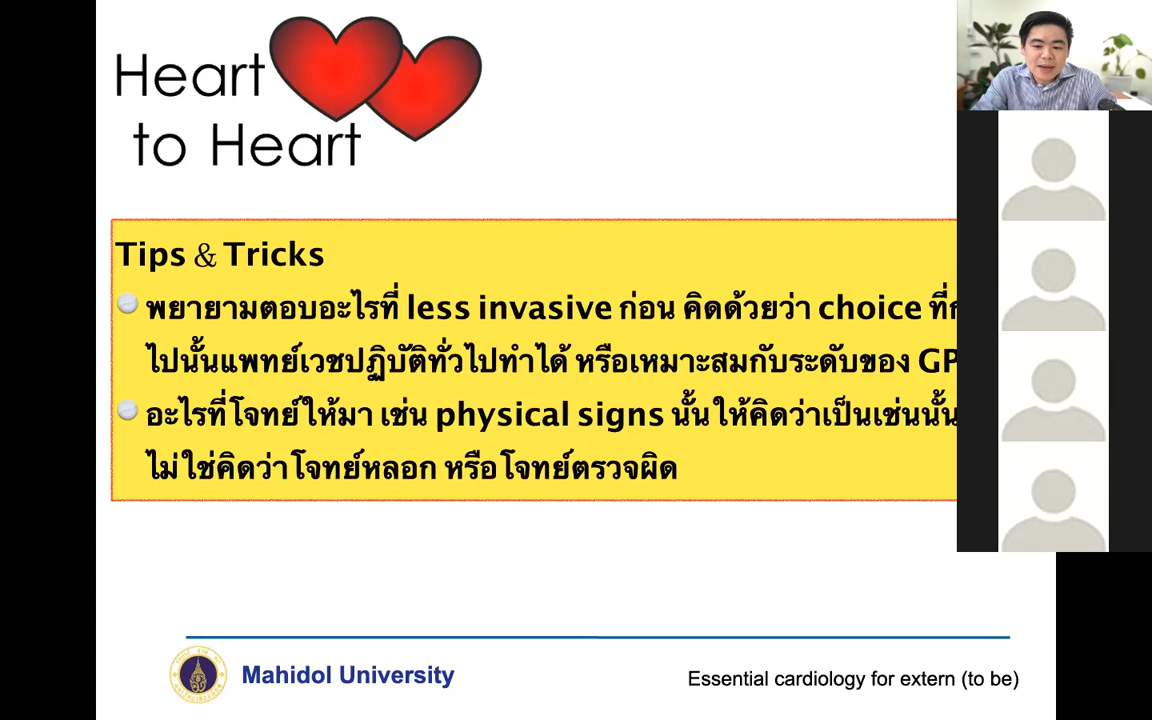 Heart
to Heart
Tips & Tricks
พยายามตอบอะไรที่ less invasive ก่อน คิดด้วยว่า choice ที่
ไปนั้นแพทย์เวชปฏิบัติทั่วไปทำได้ หรือเหมาะสมกับระดับของ GP
อะไรที่โจทย์ให้มา เช่น physical signs นั้น ให้คิดว่าเป็นเช่นนั้น
ไม่ใช่คิดว่าโจทย์หลอก หรือโจทย์ตรวจผิด
Mahidol University
Essential cardiology for extern (to be)